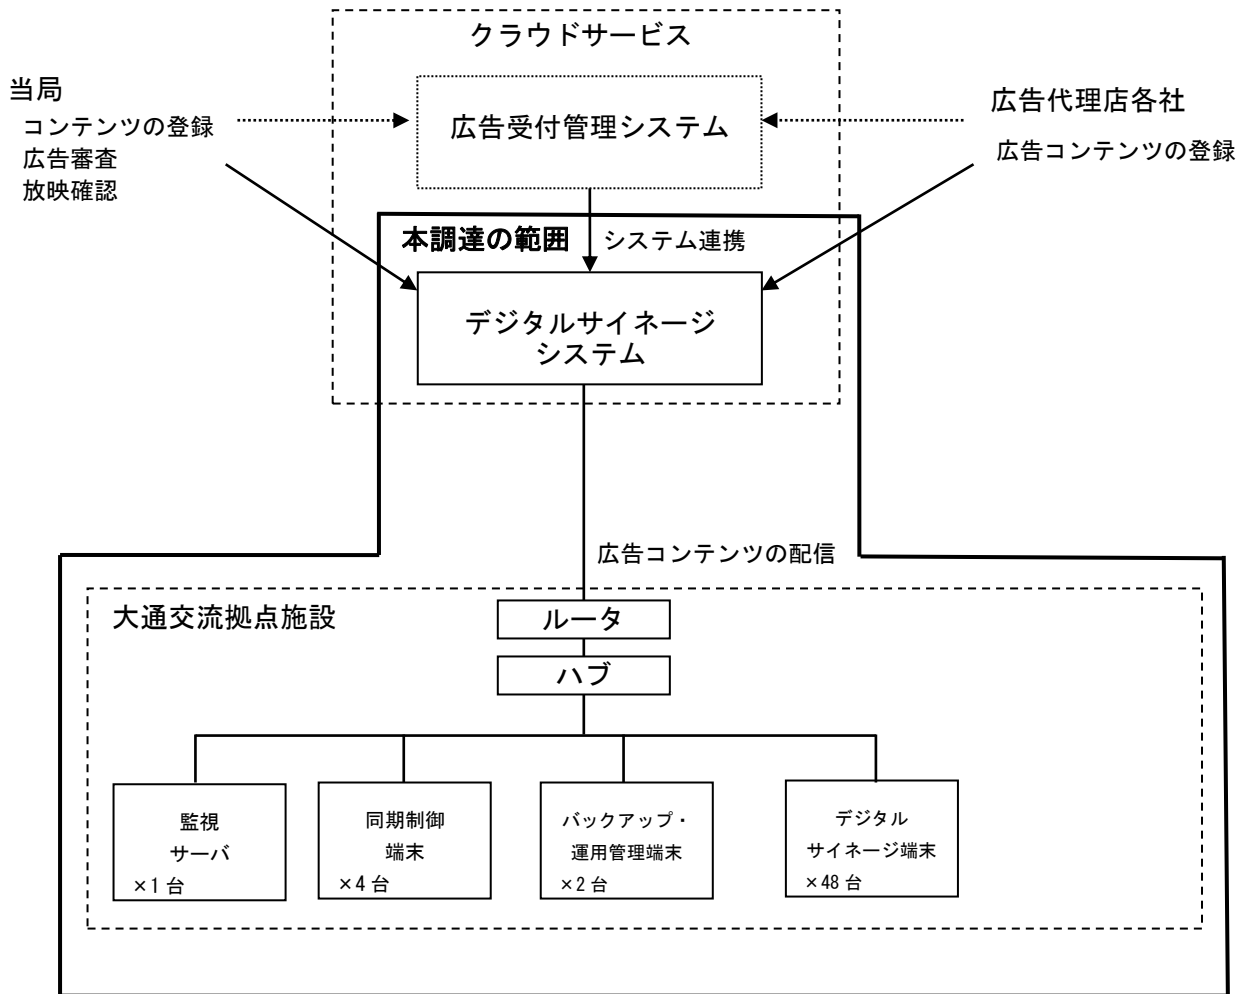 クラウドサービス
当局
コンテンツの登録
広告審査
放映確認
広告受付管理システム
広告代理店各社
広告コンテンツの登録
本調達の範囲
システム連携
デジタルサイネージ
システム
広告コンテンツの配信
大通交流拠点施設
ルータ
ハブ
監視
サーバ
×1 台
同期制御
端末
×4 台
バックアップ・
運用管理端末
×2 台
デジタル
サイネージ端末
×48 台